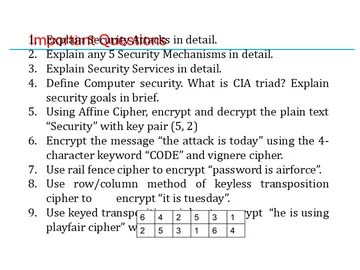 Important Questions
1. Explain Security Attacks in detail.
2. Explain any 5 Security Mechanisms in detail.
3. Explain Security Services in detail.
4. Define Computer security. What is CIA triad? Explain
security goals in brief.
5. Using Affine Cipher, encrypt and decrypt the plain text
“Security” with key pair (5, 2)
6. Encrypt the message “the attack is today” using the 4-
character keyword “CODE” and vignere cipher.
7. Use rail fence cipher to encrypt “password is airforce”.
8. Use row/column method of keyless transposition
cipher to encrypt “it is tuesday”.
9. Use keyed “he is using
playfair cipher”
6 4 2 5 3 1
2 5 3 1 6 4